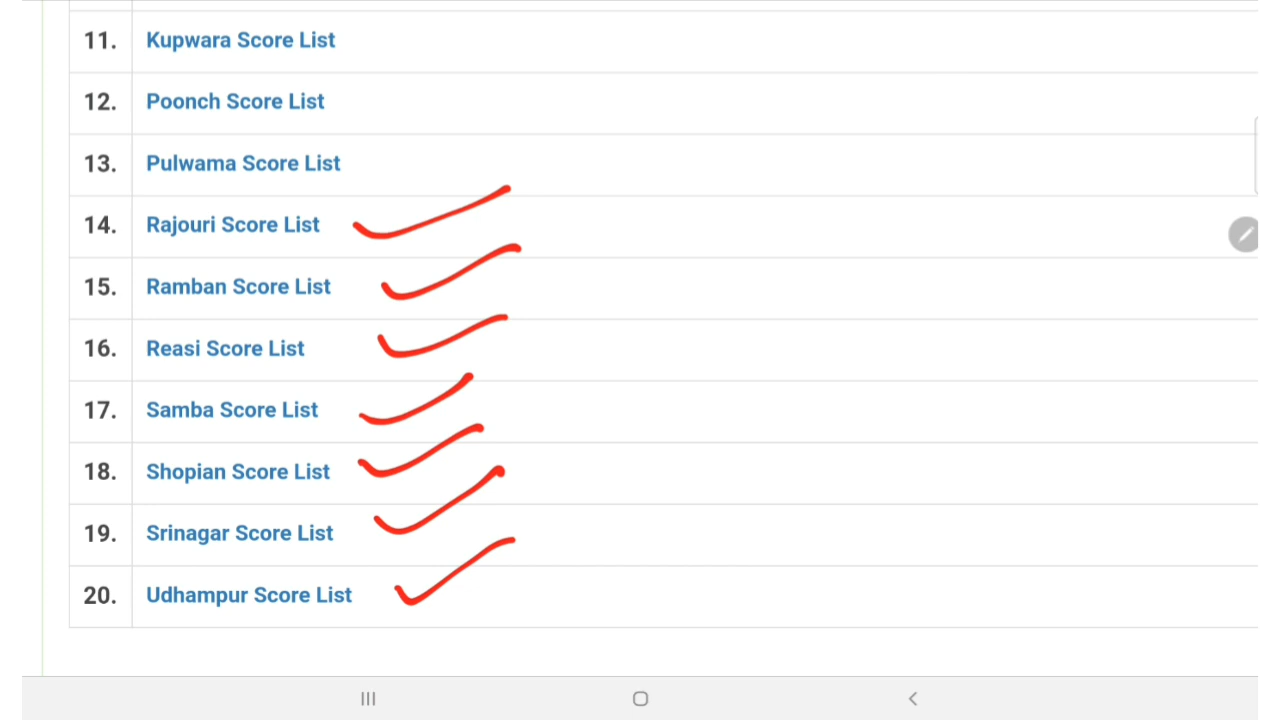 11. Kupwara Score List
12. Poonch Score List
13. Pulwama Score List
14. Rajouri Score List
15. Ramban Score List
16. Reasi Score List
17. Samba Score List
18. Shopian Score List
19. Srinagar Score List
20. Udhampur Score List